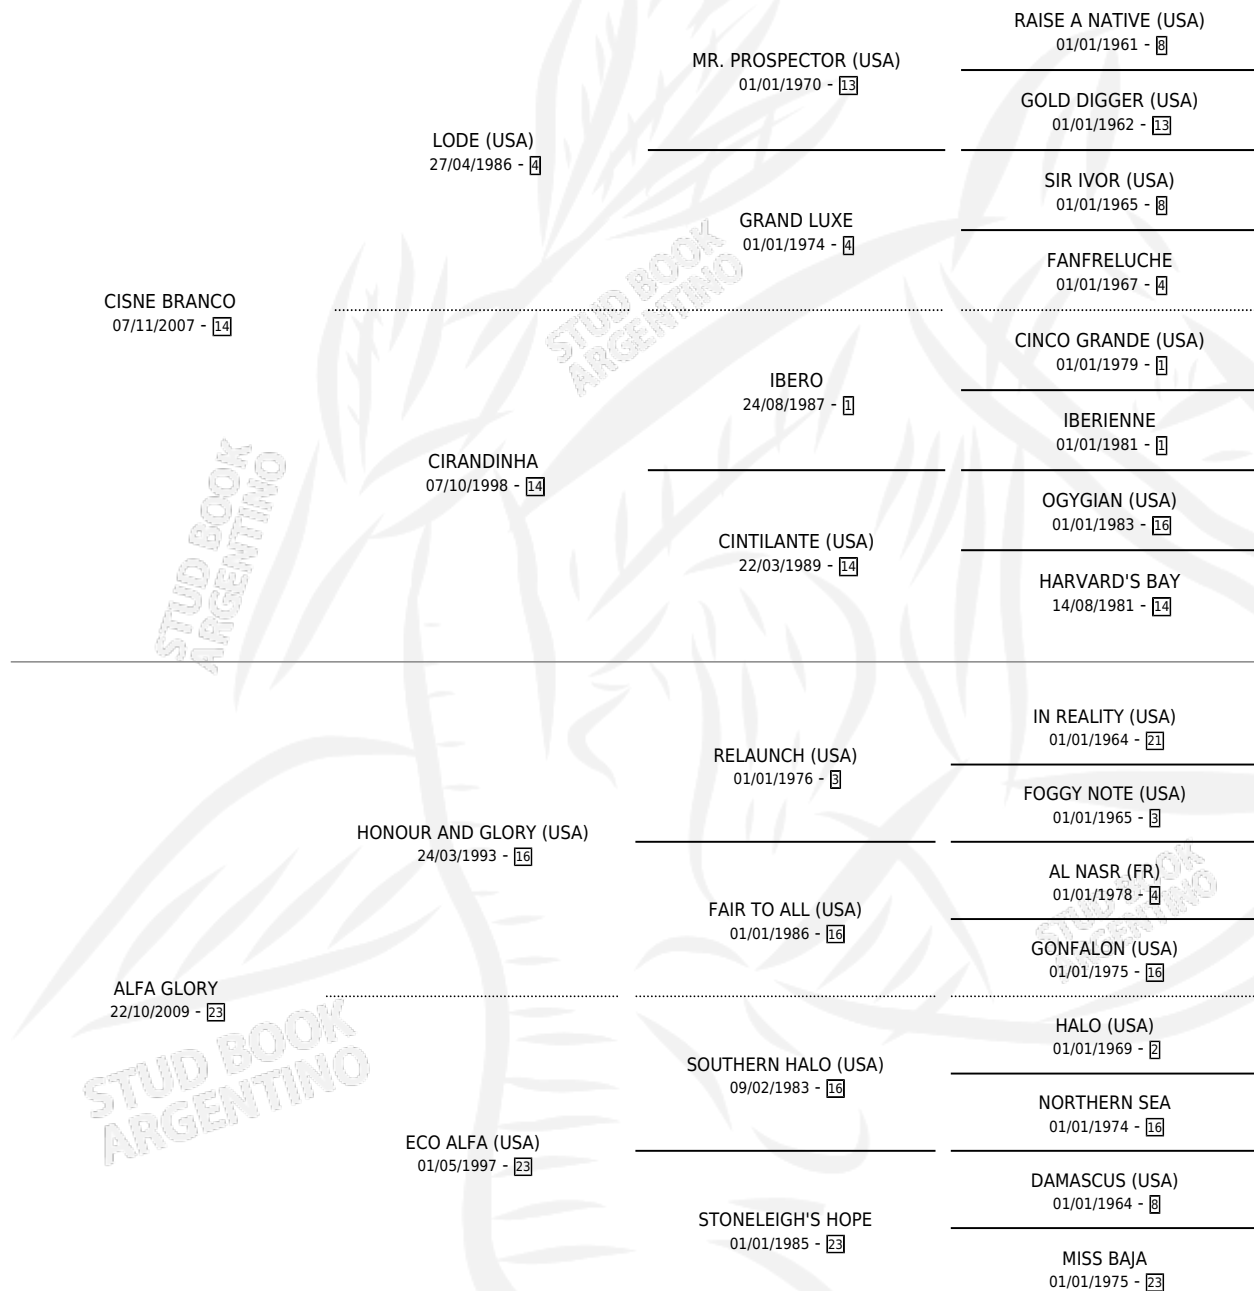 RAISE A NATIVE (USA)
01/01/1961 - 8
MR. PROSPECTOR (USA)
01/01/1970 - 13
GOLD DIGGER (USA)
01/01/1962 - 13
LODE (USA)
27/04/1986 - 4
SIR IVOR (USA)
01/01/1965 - 8
GRAND LUXE
01/01/1974 - 4
FANFRELUCHE
01/01/1967 - 4
CISNE BRANCO
07/11/2007 - 14
STUD BOOK
ARGENTINO
CINCO GRANDE (USA)
01/01/1979 - 1
IBERO
24/08/1987 - 1
IBERIENNE
01/01/1981 - 1
CIRANDINHA
07/10/1998 - 14
OGYGIAN (USA)
01/01/1983 - 16
CINTILANTE (USA)
22/03/1989 - 14
HARVARD'S BAY
14/08/1981 - 14
STUD BOOK
ARGENTINO
IN REALITY (USA)
01/01/1964 - 21
RELAUNCH (USA)
01/01/1976 - 3
FOGGY NOTE (USA)
01/01/1965 - 3
HONOUR AND GLORY (USA)
24/03/1993 - 16
AL NASR (FR)
01/01/1978 - 4
FAIR TO ALL (USA)
01/01/1986 - 16
STUD BOOK
ARGENTINO
GONFALON (USA)
01/01/1975 - 16
ALFA GLORY
22/10/2009 - 23
HALO (USA)
01/01/1969 - 2
SOUTHERN HALO (USA)
09/02/1983 - 16
NORTHERN SEA
01/01/1974 - 16
STUD BOOK
ARGENTINO
ECO ALFA (USA)
01/05/1997 - 23
DAMASCUS (USA)
01/01/1964 - 8
STONELEIGH'S HOPE
01/01/1985 - 23
MISS BAJA
01/01/1975 - 23